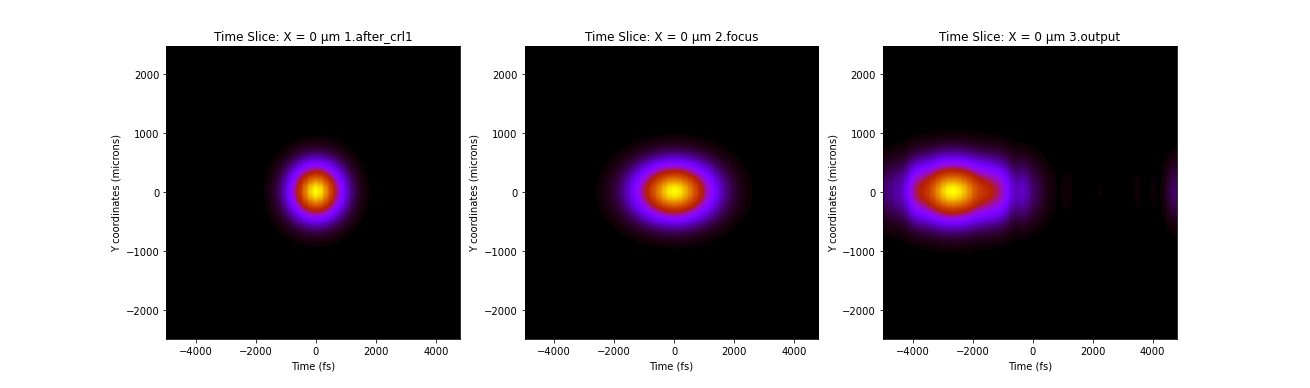 Time Slice: X = 0 μm 1.after_crl1
Time Slice: X = 0 μm 2.focus
Time Slice: X = 0 μm 3.output
Y coordinates (microns)
2000
1000
0
−1000
−2000
−4000 −2000 0 2000 4000
Time (fs)
Y coordinates (microns)
2000
1000
0
−1000
−2000
−4000 −2000 0 2000 4000
Time (fs)
Y coordinates (microns)
2000
1000
0
−1000
−2000
−4000 −2000 0 2000 4000
Time (fs)